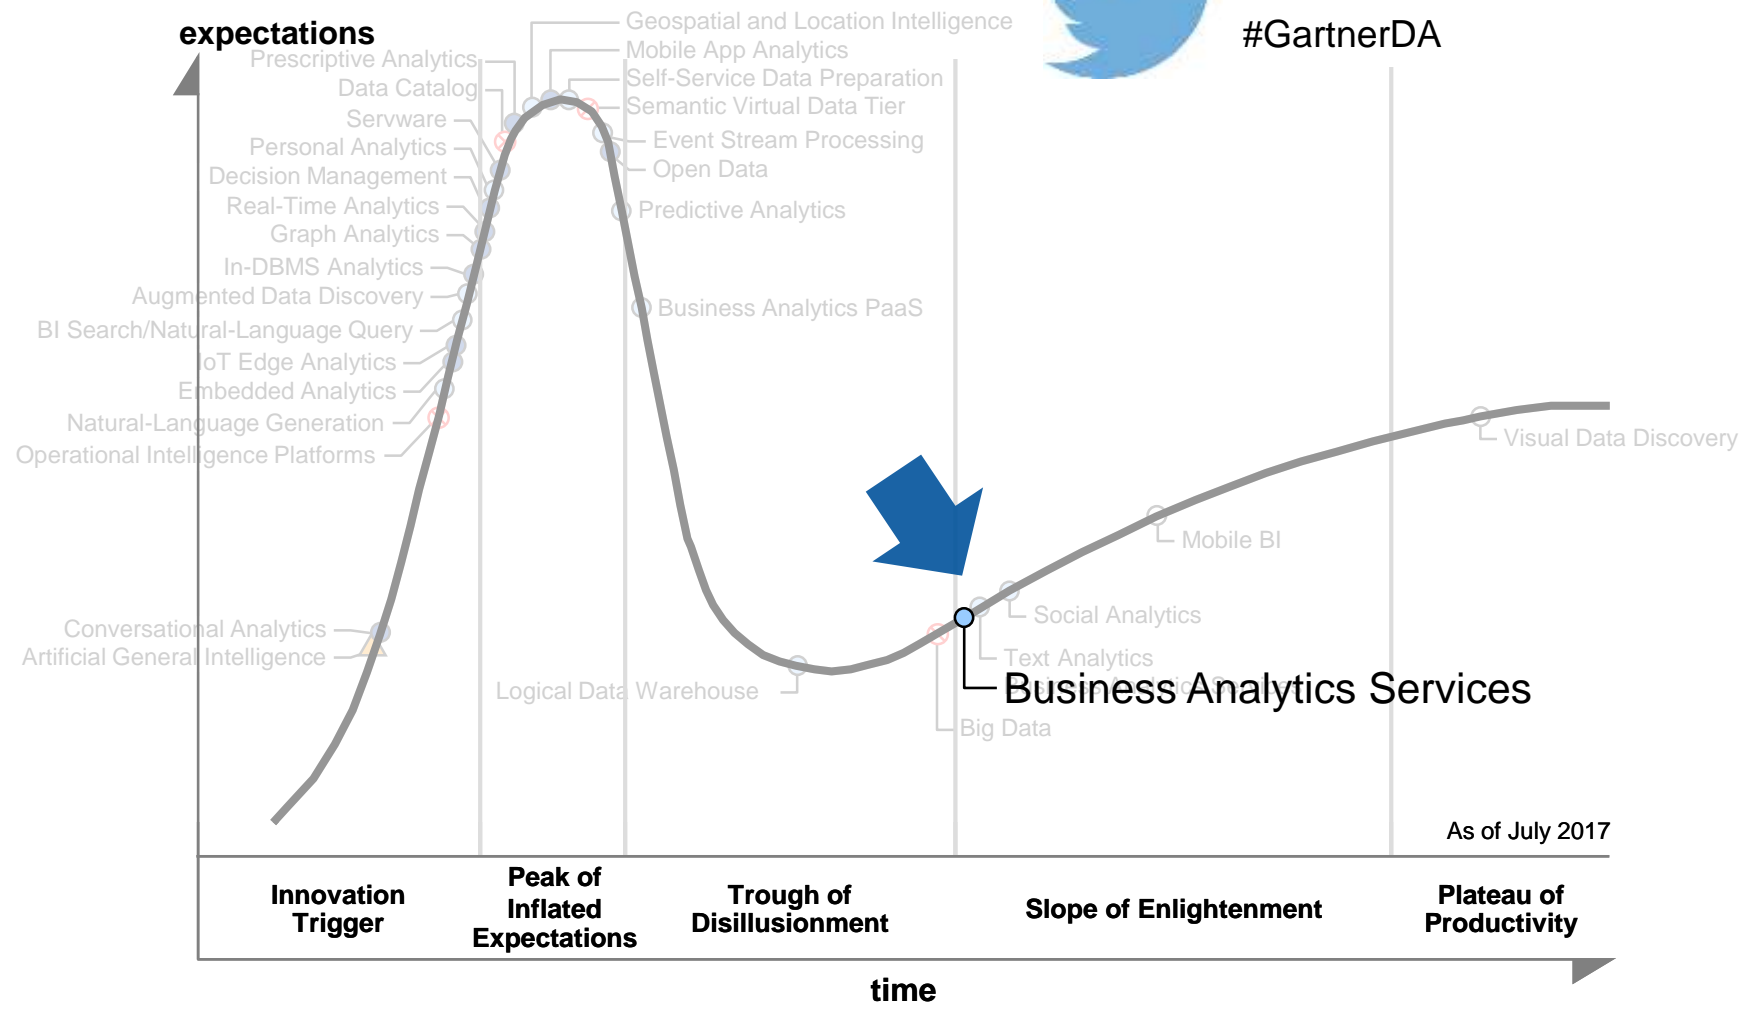 expectations
#GartnerDA
Prescriptive Analytics
Data Catalog
Servware
Personal Analytics
Decision Management
Real-Time Analytics
Graph Analytics
In-DBMS Analytics
Augmented Data Discovery
BI Search/Natural-Language Query
IoT Edge Analytics
Embedded Analytics
Natural-Language Generation
Operational Intelligence Platforms
Conversational Analytics
Artificial General Intelligence
Geospatial and Location Intelligence
Mobile App Analytics
Self-Service Data Preparation
Semantic Virtual Data Tier
Event Stream Processing
Open Data
Predictive Analytics
Business Analytics PaaS
Logical Data Warehouse
Big Data
Business Analytics Services
Business Analytics Services
Text Analytics
Social Analytics
Mobile BI
Visual Data Discovery
As of July 2017
Innovation
Trigger
Peak of
Inflated
Expectations
Trough of
Disillusionment
Slope of Enlightenment
Plateau of
Productivity
time